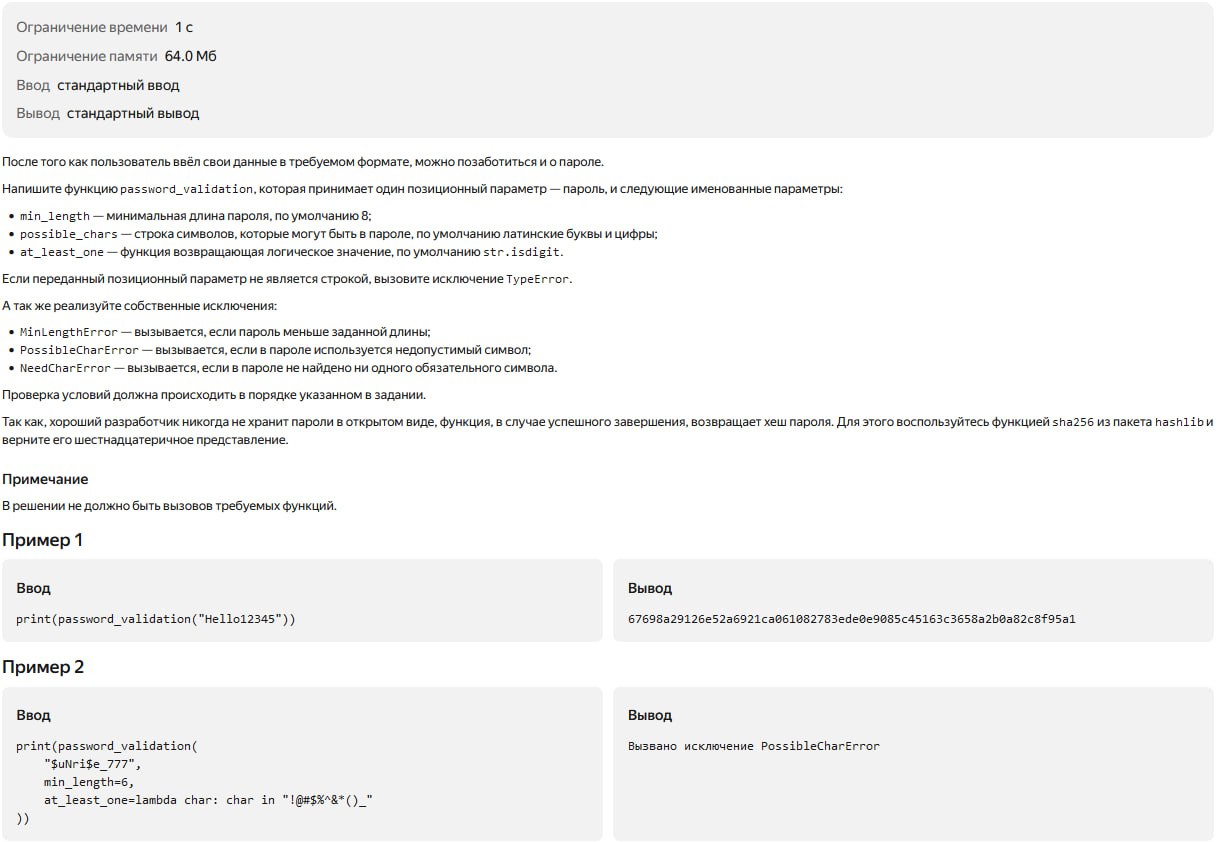 Ограничение времени 1 с
Ограничение памяти 64.0 Мб
Ввод стандартный ввод
Вывод стандартный вывод
После того как пользователь ввёл свои данные в требуемом формате, можно позаботиться и о пароле.
Напишите функцию password_validation, которая принимает один позиционный параметр — пароль, и следующие именованные параметры:
• min_length — минимальная длина пароля, по умолчанию 8;
• possible_chars — строка символов, которые могут быть в пароле, по умолчанию латинские буквы и цифры;
• at_least_one — функция возвращающая логическое значение, по умолчанию str.isdigit.
Если переданный позиционный параметр не является строкой, вызовите исключение TypeError.
А так же реализуйте собственные исключения:
• MinLengthError — вызывается, если пароль меньше заданной длины;
• PossibleCharError — вызывается, если в пароле используется недопустимый символ;
• NeedCharError — вызывается, если в пароле не найдено ни одного обязательного символа.
Проверка условий должна происходить в порядке указанном в задании.
Так как, хороший разработчик никогда не хранит пароли в открытом виде, функция, в случае успешного завершения, возвращает хеш пароля. Для этого воспользуйтесь функцией sha256 из пакета hashlib и
верните его шестнадцатеричное представление.
Примечание
В решении не должно быть вызовов требуемых функций.
Пример 1
Ввод
print(password_validation("Hello12345"))
Вывод
67698a29126e52a6921ca061082783ede0e9085c45163c3658a2b0a82c8f95a1
Пример 2
Ввод
print(password_validation(
"$uNri$e_777",
min_length=6,
at_least_one=lambda char: char in "!@#$%^&*()_"
))
Вывод
Вызвано исключение PossibleCharError